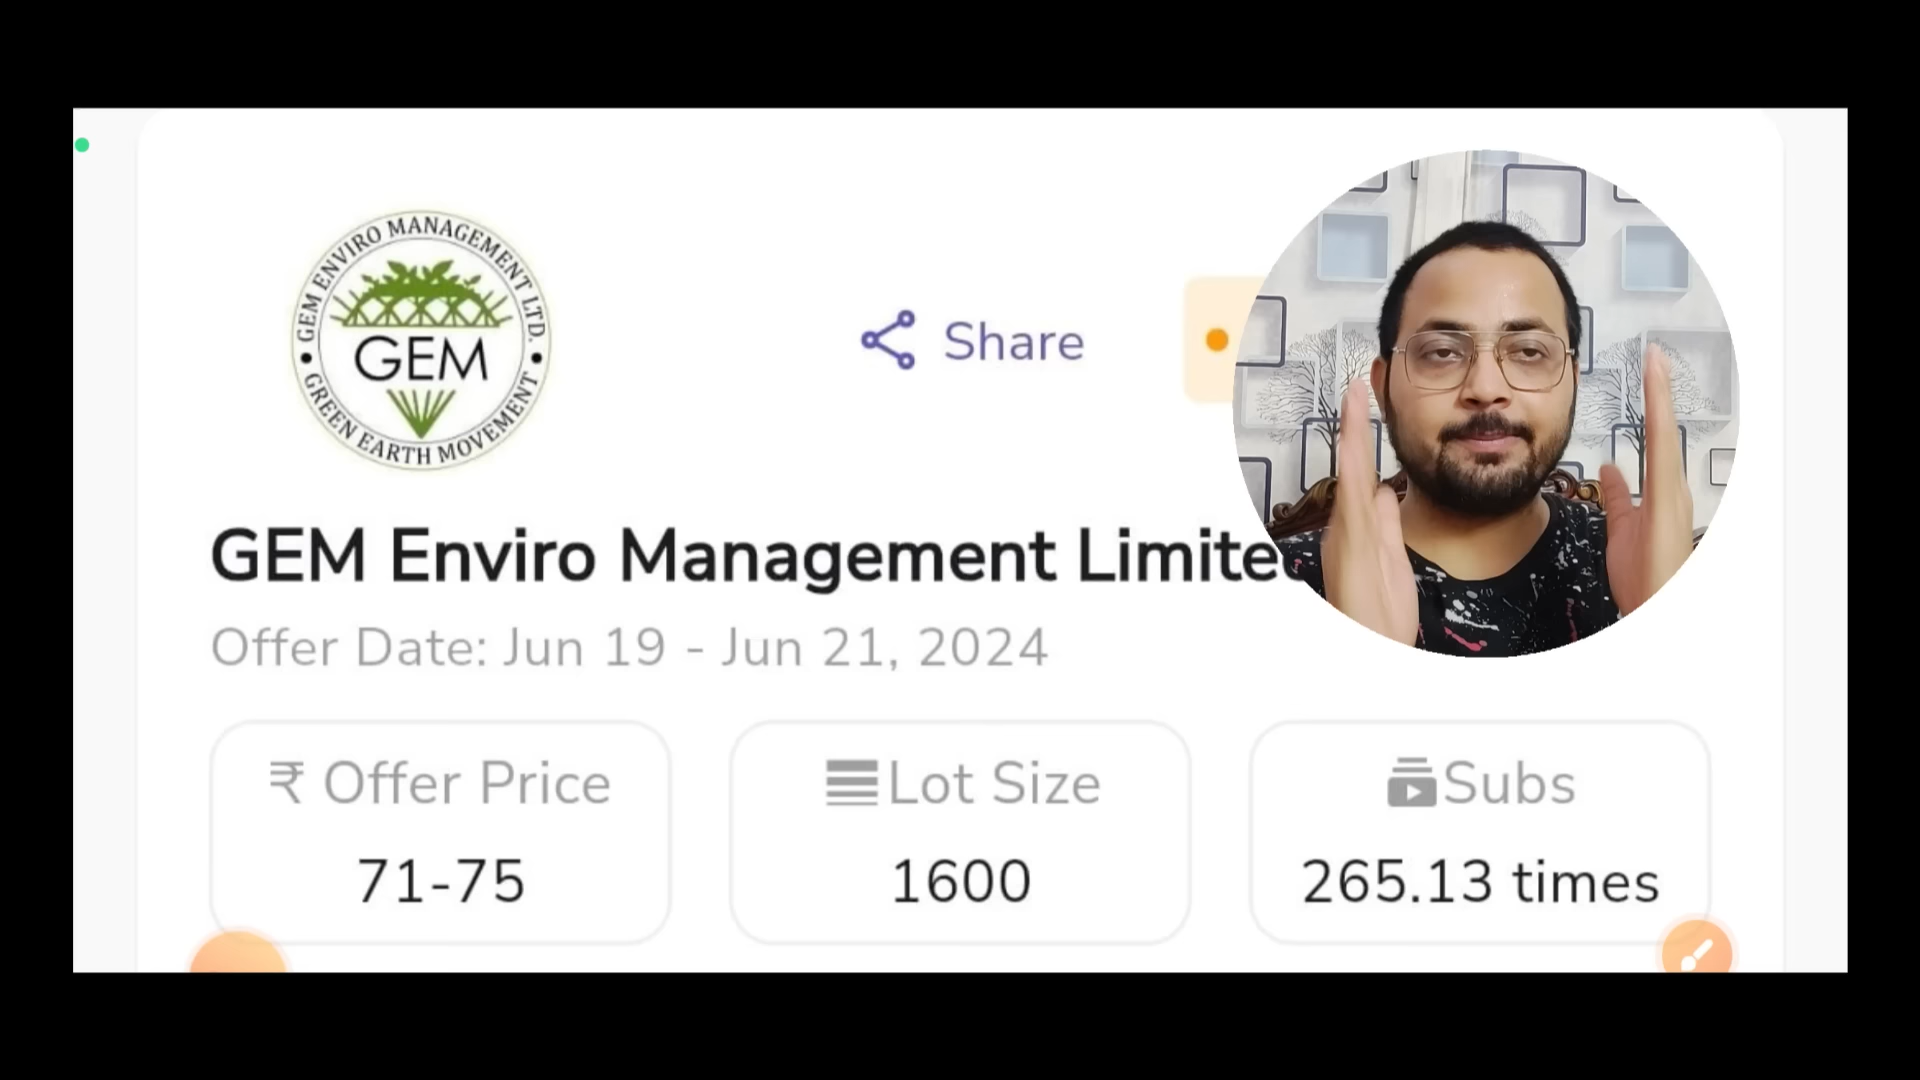 GEM ENVIRO MANAGEMENT LTD.
GEM
GREEN EARTH MOVEMENT
Share
GEM Enviro Management Limited
Offer Date: Jun 19 - Jun 21, 2024
₹ Offer Price
71-75
Lot Size
1600
Subs
265.13 times